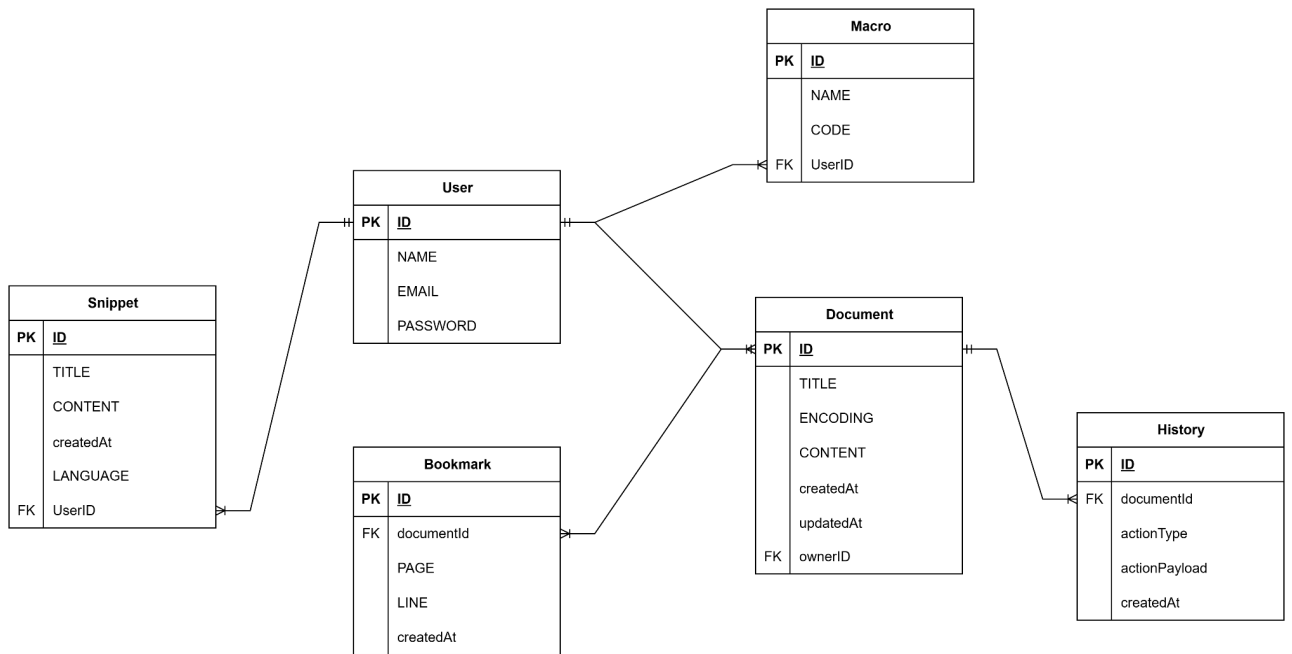 Macro
PK ID
NAME
CODE
FK UserID
User
PK ID
NAME
EMAIL
PASSWORD
Snippet
PK ID
TITLE
CONTENT
createdAt
LANGUAGE
FK UserID
Document
PK ID
TITLE
ENCODING
CONTENT
createdAt
updatedAt
FK ownerID
Bookmark
PK ID
FK documentId
PAGE
LINE
createdAt
History
PK ID
FK documentId
actionType
actionPayload
createdAt